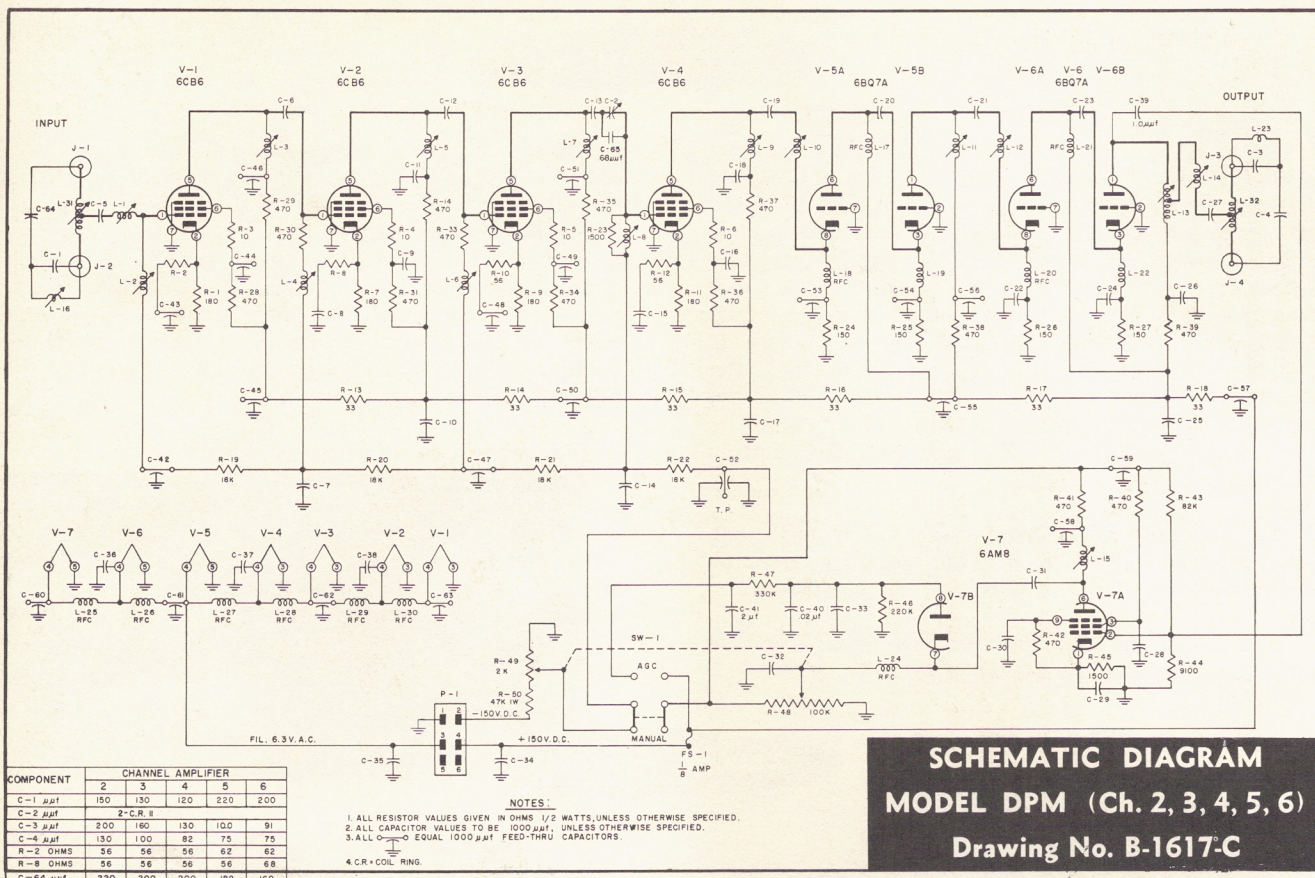 V-1
6CB6
V-2
6CB6
V-3
6CB6
V-4
6CB6
V-5A
V-5B
6BQ7A
V-6A
V-6
V-6B
6BQ7A
INPUT
OUTPUT
C-6
C-12
C-13
C-2
C-19
C-20
C-21
C-23
C-39
1.0μμf
J-1
L-3
L-5
L-7
C-65
68μμf
L-9
L-10
RFC
L-17
L-11
L-12
RFC
L-21
L-23
J-3
C-3
L-14
C-64
L-31
C-5
L-1
C-46
C-11
C-51
C-18
L-13
C-27
L-32
C-4
R-29
470
R-14
470
R-35
470
R-37
470
R-3
10
R-30
470
R-4
10
R-33
470
R-5
10
R-23
1500
L-8
R-6
10
C-1
J-2
L-16
L-2
R-2
C-44
L-4
R-8
C-9
L-6
R-10
56
C-49
R-12
56
C-16
L-18
RFC
L-19
L-20
RFC
L-22
J-4
C-43
R-1
180
R-28
470
C-8
R-7
180
R-31
470
C-48
R-9
180
R-34
470
C-15
R-11
180
R-36
470
C-53
C-54
C-56
C-22
C-24
C-26
R-24
150
R-25
150
R-38
470
R-26
150
R-27
150
R-39
470
C-45
R-13
33
R-14
33
C-50
R-15
33
R-16
33
R-17
33
R-18
33
C-57
C-10
C-17
C-55
C-25
C-42
R-19
18K
R-20
18K
C-47
R-21
18K
R-22
18K
C-52
C-7
C-14
T.P.
C-59
R-41
470
R-40
470
R-43
82K
C-58
V-7
V-6
V-5
V-4
V-3
V-2
V-1
C-36
C-37
C-38
C-60
L-25
RFC
L-26
RFC
C-61
L-27
RFC
L-28
RFC
C-62
L-29
RFC
L-30
RFC
C-63
V-7
6AM8
L-15
C-31
R-47
330K
V-7B
V-7A
C-41
2μf
C-40
.02μf
C-33
R-46
220K
C-30
R-42
470
R-45
1500
C-29
C-28
R-44
9100
SW-1
R-49
2K
AGC
C-32
L-24
RFC
R-50
47K 1W
P-1
-150V.D.C.
R-48
100K
MANUAL
FIL. 6.3V.A.C.
+150V.D.C.
C-35
C-34
FS-1
1/8 AMP
COMPONENT CHANNEL AMPLIFIER
2 3 4 5 6
C-1 μμf 150 130 120 220 200
C-2 μμf 2-C.R. II
C-3 μμf 200 160 130 100 91
C-4 μμf 130 100 82 75 75
R-2 OHMS 56 56 56 62 62
R-8 OHMS 56 56 56 56 68
NOTES:
1. ALL RESISTOR VALUES GIVEN IN OHMS 1/2 WATTS, UNLESS OTHERWISE SPECIFIED.
2. ALL CAPACITOR VALUES TO BE 1000μμf, UNLESS OTHERWISE SPECIFIED.
3. ALL EQUAL 1000μμf FEED-THRU CAPACITORS.
4. C.R. = COIL RING.
SCHEMATIC DIAGRAM
MODEL DPM (Ch. 2, 3, 4, 5, 6)
Drawing No. B-1617-C